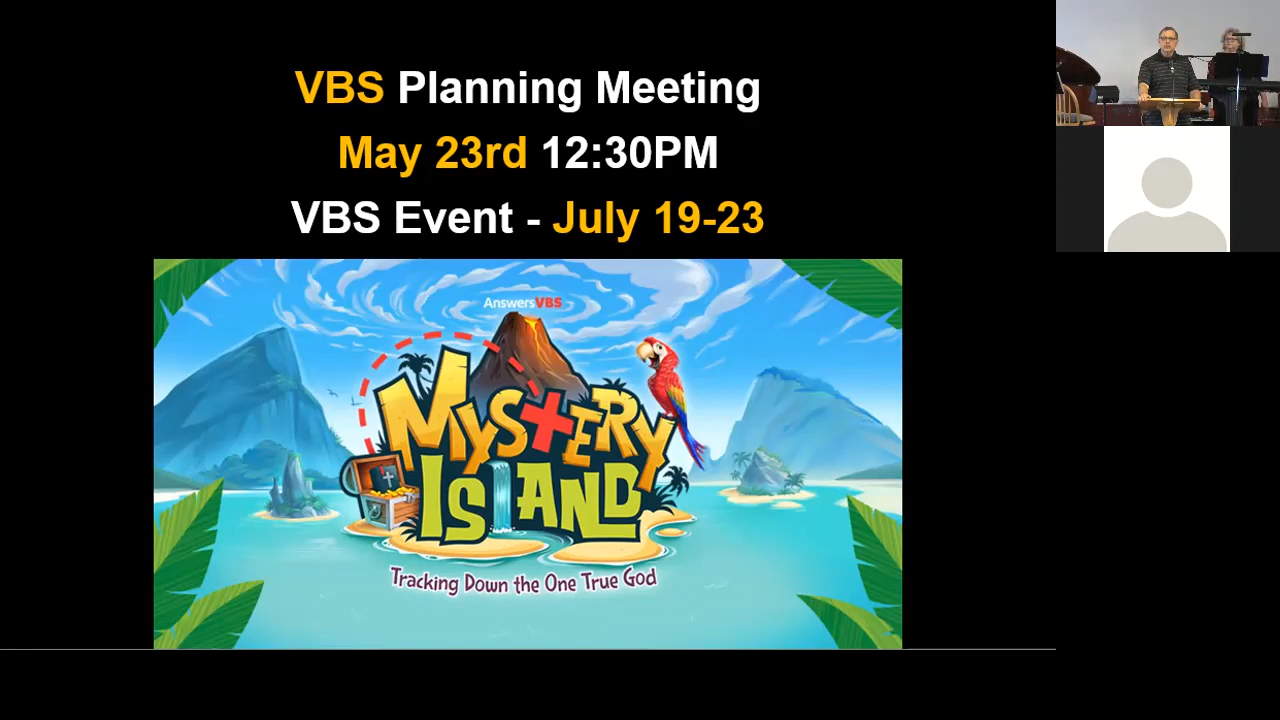 VBS Planning Meeting
May 23rd 12:30PM
VBS Event - July 19-23
AnswersVBS
Mystery
Island
Tracking Down the One True God